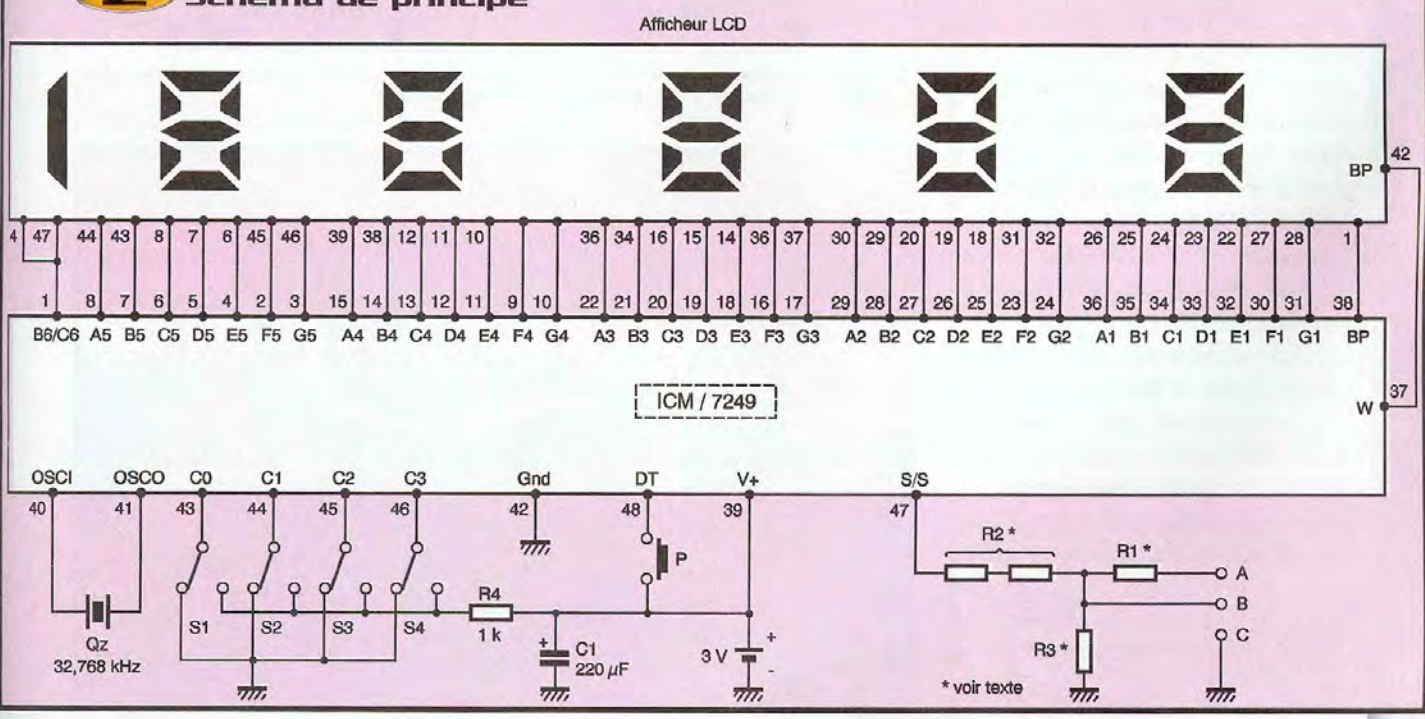 Schéma de principe
Afficheur LCD
BP 42
4 47 44 43 8 7 6 45 46 39 38 12 11 10 36 34 16 15 14 36 37 30 29 20 19 18 31 32 26 25 24 23 22 27 28 1
1 8 7 6 5 4 2 3 15 14 13 12 11 9 10 22 21 20 19 18 16 17 29 28 27 26 25 23 24 36 35 34 33 32 30 31 38
B6/C6 A5 B5 C5 D5 E5 F5 G5 A4 B4 C4 D4 E4 F4 G4 A3 B3 C3 D3 E3 F3 G3 A2 B2 C2 D2 E2 F2 G2 A1 B1 C1 D1 E1 F1 G1 BP
ICM / 7249
W 37
OSCI OSCO C0 C1 C2 C3 Gnd DT V+ S/S
40 41 43 44 45 46 42 48 39 47
P
R2 *
R1 *
A
B
C
R4
1 k
S1 S2 S3 S4
Qz
32,768 kHz
+ C1
220 µF
3 V + -
R3 *
* voir texte